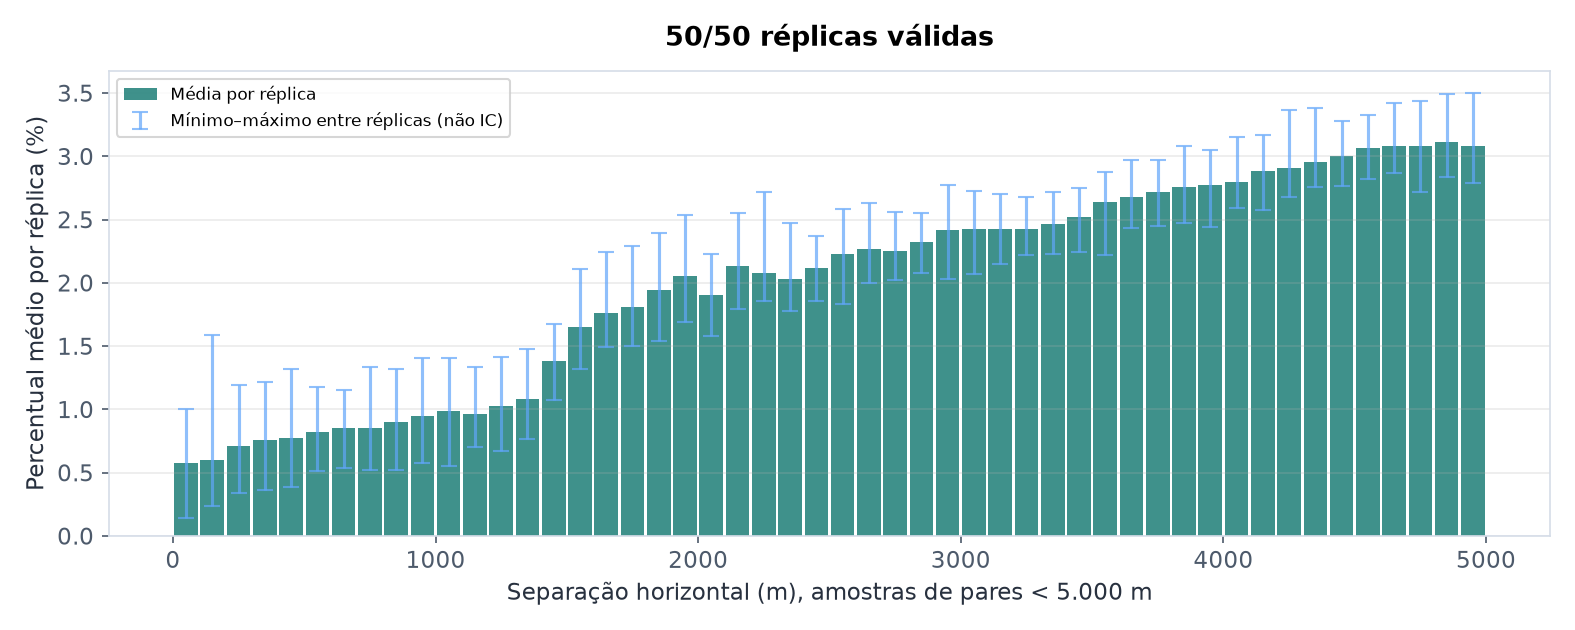 50/50 réplicas válidas
Média por réplica
Mínimo–máximo entre réplicas (não IC)
Percentual médio por réplica (%)
3.5
3.0
2.5
2.0
1.5
1.0
0.5
0.0
0 1000 2000 3000 4000 5000
Separação horizontal (m), amostras de pares < 5.000 m